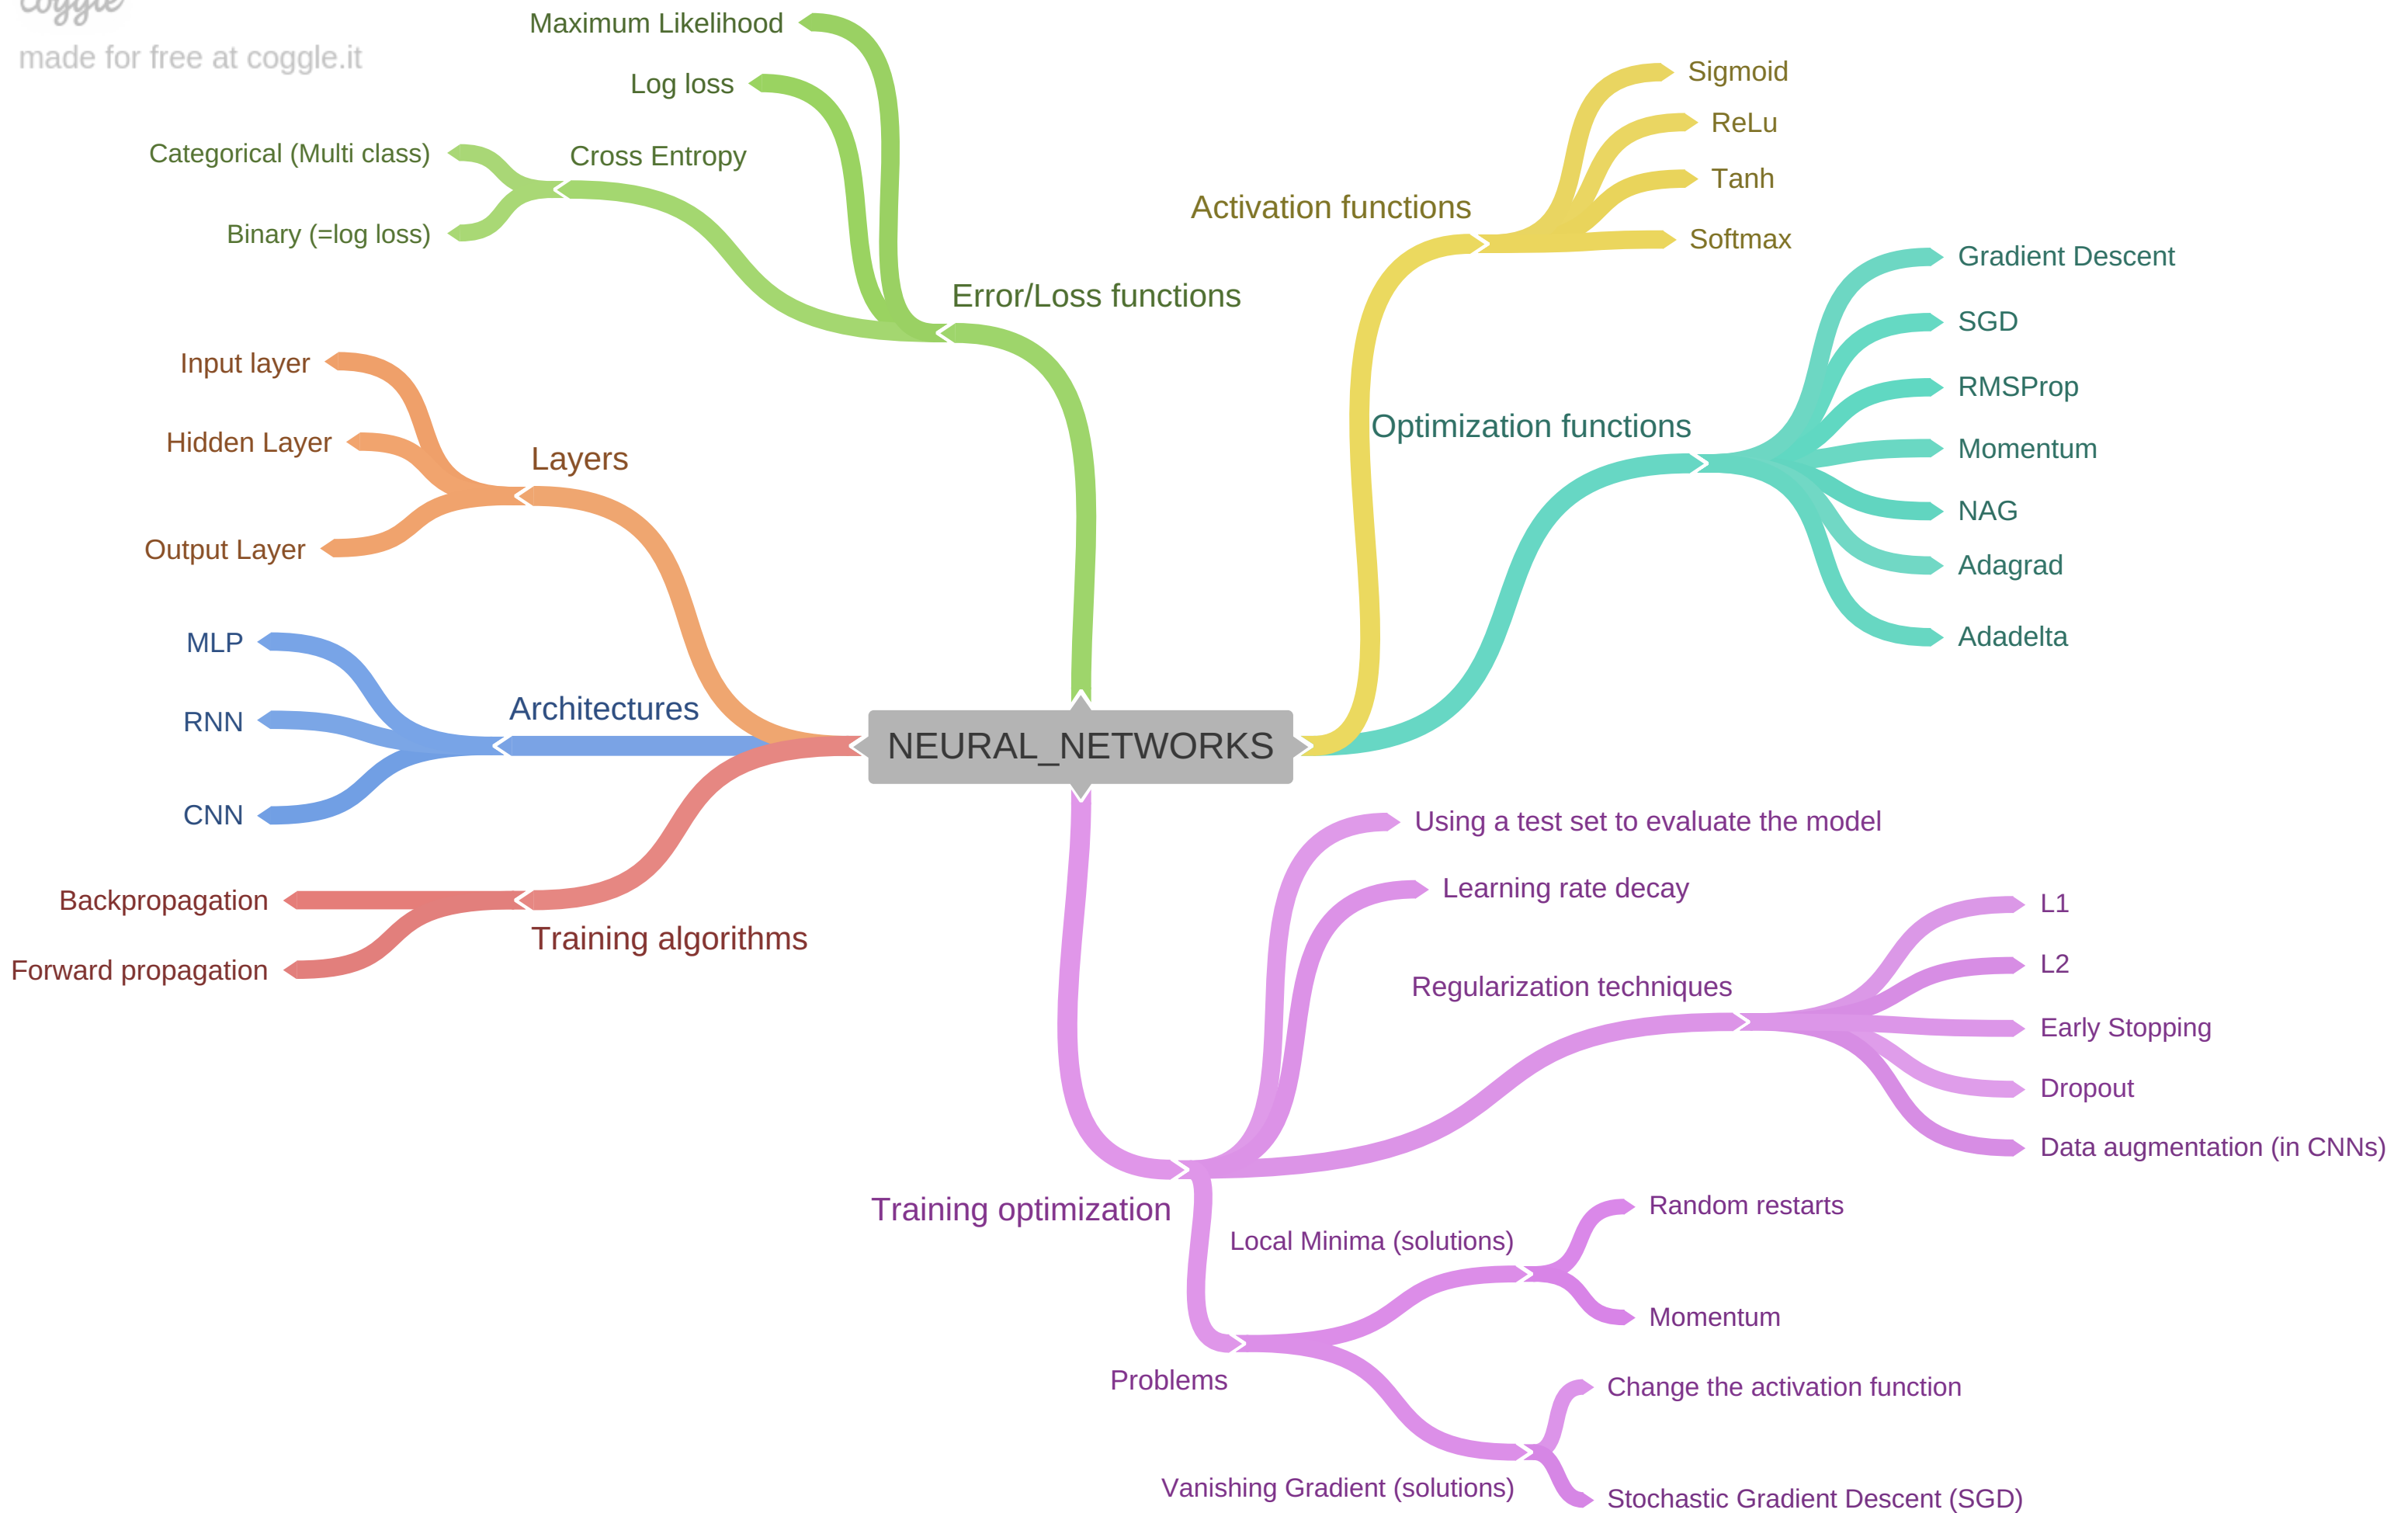 coggle
made for free at coggle.it
Maximum Likelihood
Log loss
Cross Entropy
Categorical (Multi class)
Binary (=log loss)
Error/Loss functions
Input layer
Hidden Layer
Output Layer
Layers
MLP
RNN
CNN
Architectures
Backpropagation
Forward propagation
Training algorithms
NEURAL_NETWORKS
Activation functions
Sigmoid
ReLu
Tanh
Softmax
Optimization functions
Gradient Descent
SGD
RMSProp
Momentum
NAG
Adagrad
Adadelta
Using a test set to evaluate the model
Learning rate decay
Regularization techniques
L1
L2
Early Stopping
Dropout
Data augmentation (in CNNs)
Training optimization
Local Minima (solutions)
Random restarts
Momentum
Problems
Change the activation function
Vanishing Gradient (solutions)
Stochastic Gradient Descent (SGD)